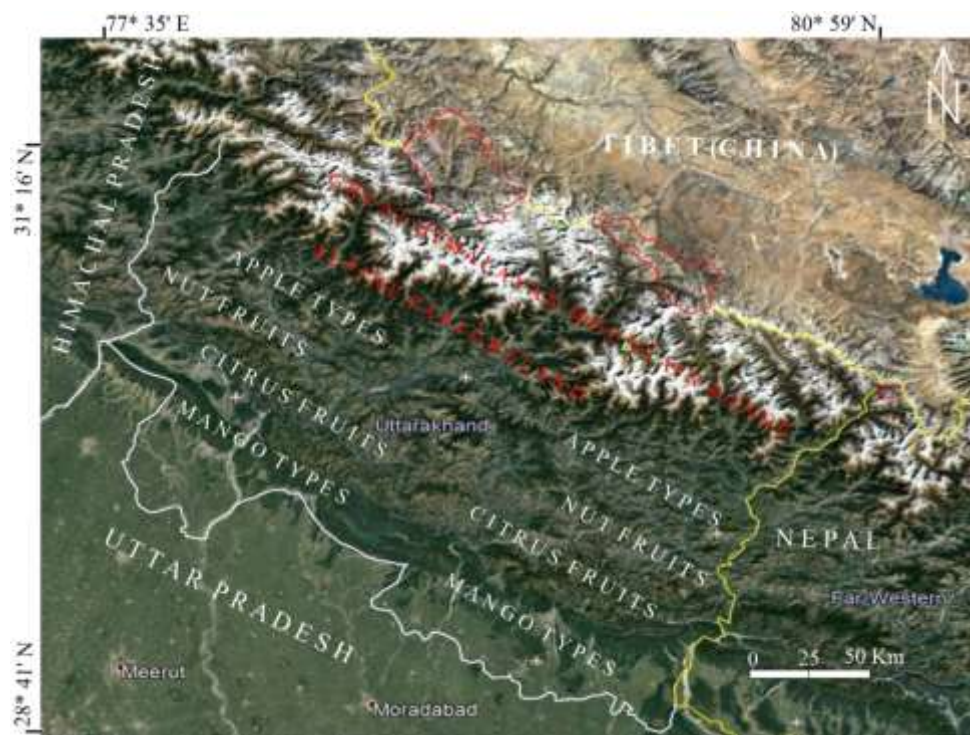 77* 35' E
80* 59' N
N
31* 16' N
28* 41' N
HIMACHAL PRADESH
TIBET (CHINA)
APPLE TYPES
NUT FRUITS
CITRUS FRUITS
MANGO TYPES
Uttarakhand
APPLE TYPES
NUT FRUITS
CITRUS FRUITS
MANGO TYPES
NEPAL
Far-Western
UTTAR PRADESH
0 25 50 Km
Meerut
Moradabad